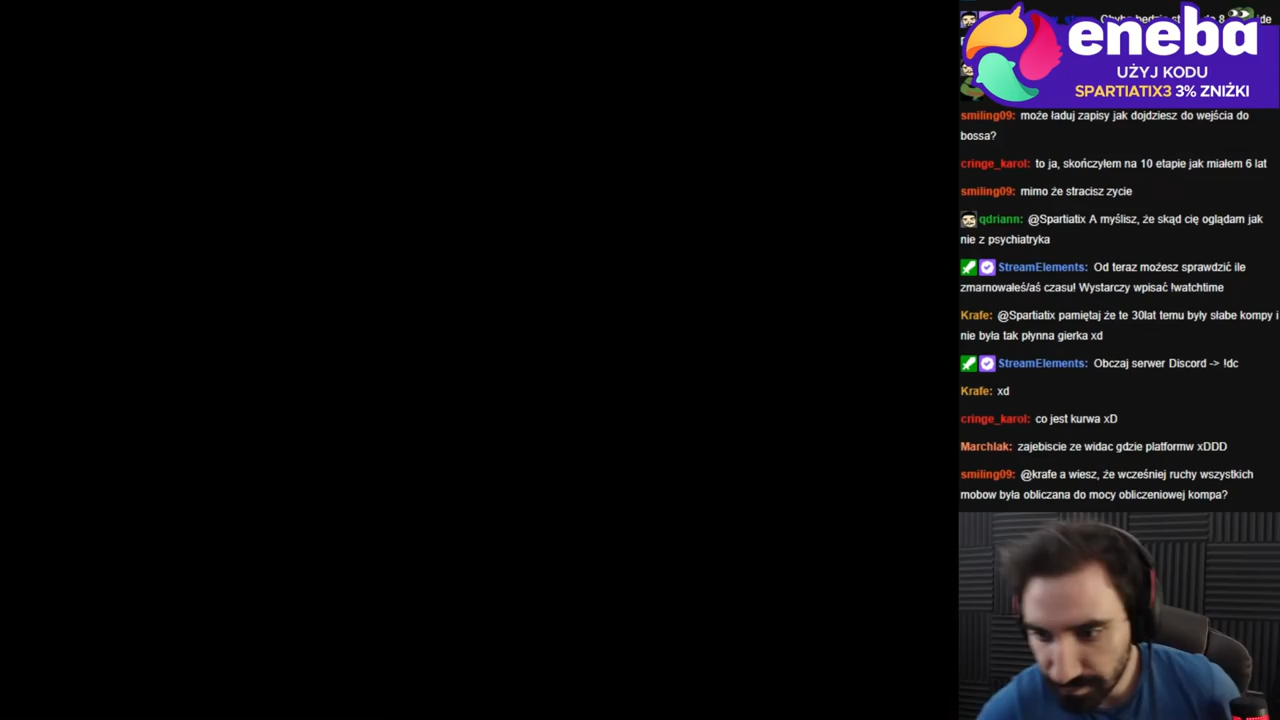 eneba
UŻYJ KODU
SPARTIATIX3 3% ZNIŻKI
smiling09: może ładuj zapisy jak dojdziesz do wejścia do
bossa?
cringe_karol: to ja, skończyłem na 10 etapie jak miałem 6 lat
smiling09: mimo że stracisz zycie
qdriann: @Spartiatix A myślisz, że skąd cię oglądam jak
nie z psychiatryka
StreamElements: Od teraz możesz sprawdzić ile
zmarnowałeś/aś czasu! Wystarczy wpisać !watchtime
Krafe: @Spartiatix pamiętaj że te 30lat temu były słabe kompy i
nie była tak płynna gierka xd
StreamElements: Obczaj serwer Discord -> !dc
Krafe: xd
cringe_karol: co jest kurwa xD
Marchlak: zajebiscie ze widac gdzie platformw xDDD
smiling09: @krafe a wiesz, że wcześniej ruchy wszystkich
mobow była obliczana do mocy obliczeniowej kompa?